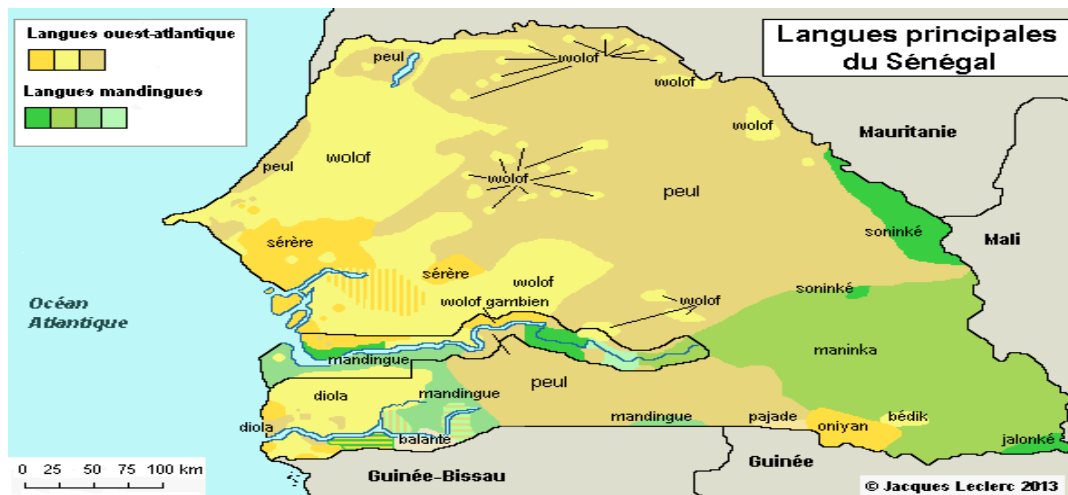 Langues ouest-atlantique
Langues mandingues
Langues principales
du Sénégal
peul
wolof
wolof
wolof
Mauritanie
wolof
peul
wolof
peul
soninké
Mali
sérère
sérère
wolof
soninké
wolof gambien
wolof
Océan
Atlantique
mandingue
maninka
peul
diola
mandingue
mandingue
pajade
bédik
oniyan
diola
balante
jalonké
0 25 50 75 100 km
Guinée-Bissau
Guinée
© Jacques Leclerc 2013